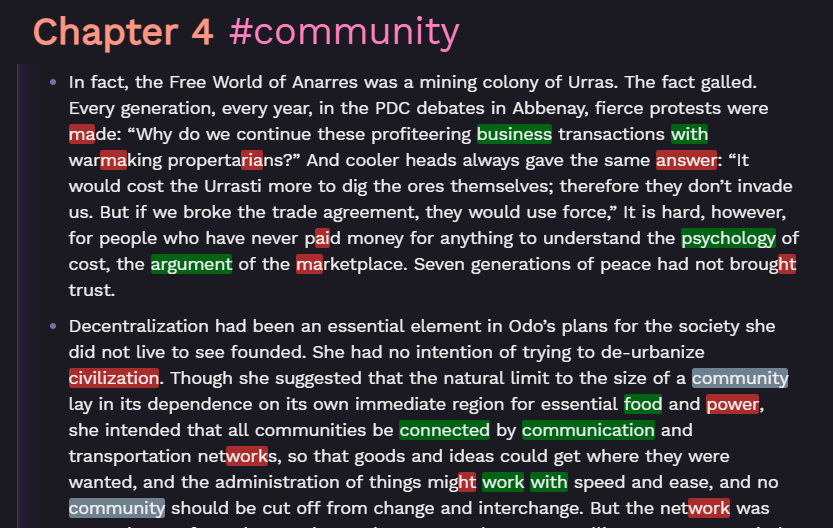 Chapter 4 #community
• In fact, the Free World of Anarres was a mining colony of Urras. The fact galled.
Every generation, every year, in the PDC debates in Abbenay, fierce protests were
made: “Why do we continue these profiteering business transactions with
warmaking propertarians?” And cooler heads always gave the same answer: “It
would cost the Urrasti more to dig the ores themselves; therefore they don’t invade
us. But if we broke the trade agreement, they would use force,” It is hard, however,
for people who have never paid money for anything to understand the psychology of
cost, the argument of the marketplace. Seven generations of peace had not brought
trust.
• Decentralization had been an essential element in Odo’s plans for the society she
did not live to see founded. She had no intention of trying to de-urbanize
civilization. Though she suggested that the natural limit to the size of a community
lay in its dependence on its own immediate region for essential food and power,
she intended that all communities be connected by communication and
transportation networks, so that goods and ideas could get where they were
wanted, and the administration of things might work with speed and ease, and no
community should be cut off from change and interchange. But the network was